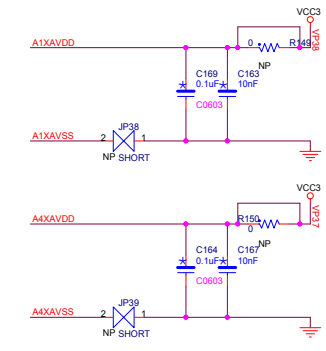 VCC3
A1XAVDD
0
R149
VP38
NP
C169
C163
0.1uF
10nF
C0603
A1XAVSS
JP38
2
1
NP SHORT
VCC3
A4XAVDD
R150
0
VP37
NP
C164
C167
0.1uF
10nF
C0603
A4XAVSS
JP39
2
1
NP SHORT